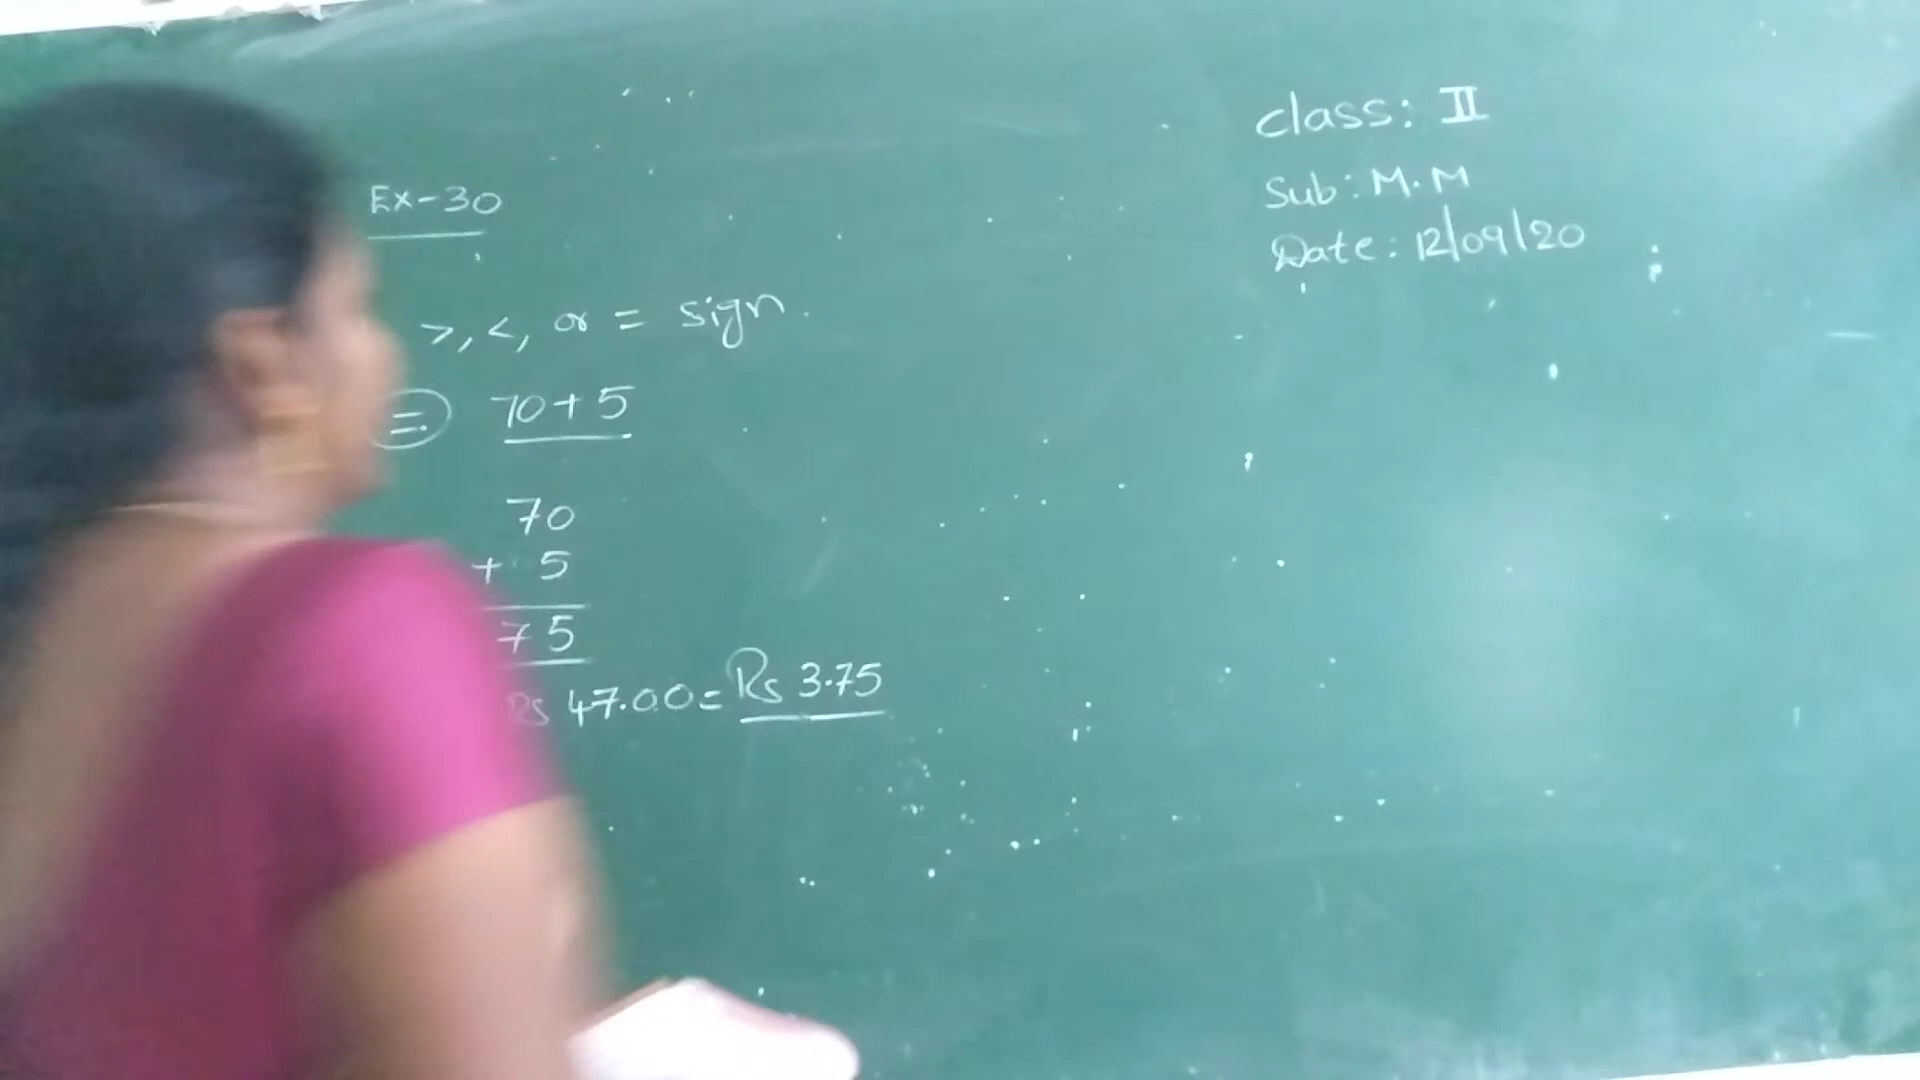 Class: II
Sub: M.M
Date: 12/09/20
Ex-30
>, <, or = sign.
= 70+5
70
+ 5
75
Rs 47.00 = Rs 3.75